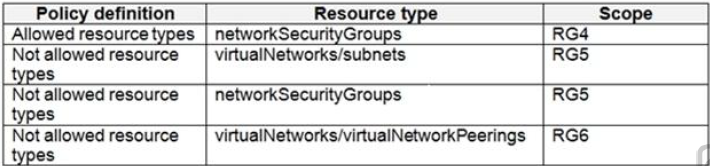 Policy definition Resource type Scope
Allowed resource types networkSecurityGroups RG4
Not allowed resource virtualNetworks/subnets RG5
types
Not allowed resource networkSecurityGroups RG5
types
Not allowed resource virtualNetworks/virtualNetworkPeerings RG6
types